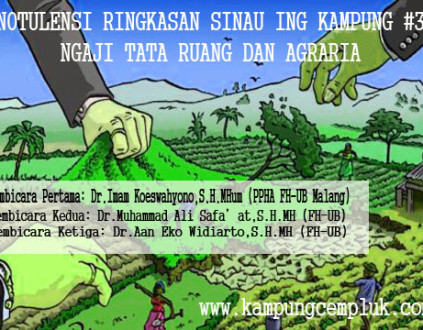 NOTULENSI RINGKASAN SINAU ING KAMPUNG #3
NGAJI TATA RUANG DAN AGRARIA
mbicara Pertama: Dr.Imam Koeswahyono,S.H.MHum (PPHA FH-UB Malang)
embicara Kedua: Dr.Muhammad Ali Safa' at,S.H.MH (FH-UB)
embicara Ketiga: Dr.Aan Eko Widiarto,S.H.MH (FH-UB)
www.kampungcempluk.co